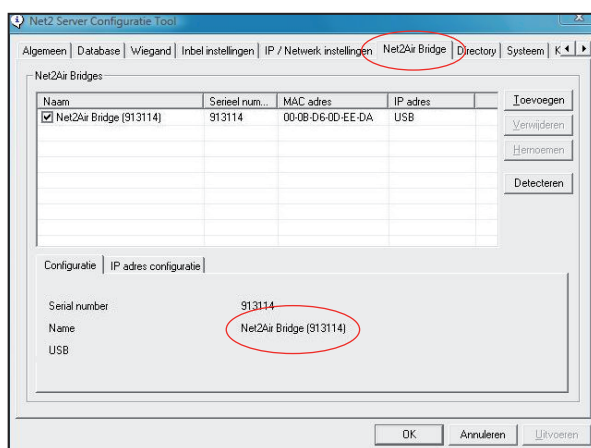 Net2 Server Configuratie Tool
Algemeen Database Wiegand Inbel instellingen IP / Netwerk instellingen Net2Air Bridge Directory Systeem K
Net2Air Bridges
Naam Serieel num... MAC adres IP adres Toevoegen
Net2Air Bridge (913114) 913114 00-0B-D6-0D-EE-DA USB
Verwijderen
Hernoemen
Detecteren
Configuratie IP adres configuratie
Serial number 913114
Name Net2Air Bridge (913114)
USB
OK Annuleren Uitvoeren